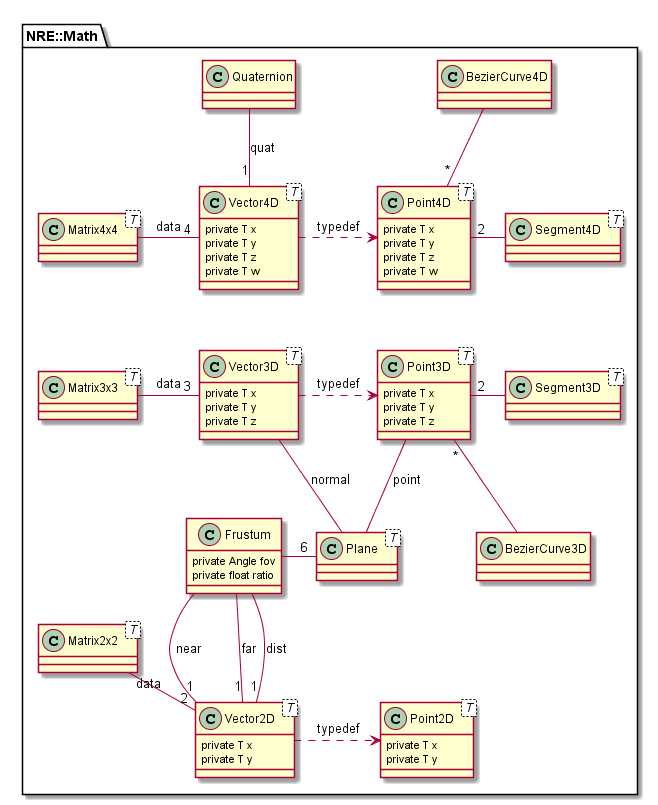 NRE::Math
C Quaternion
C BezierCurve4D
quat
1
*
C Matrix4x4 T
data 4
C Vector4D T
private T x
private T y
private T z
private T w
typedef
C Point4D T
private T x
private T y
private T z
private T w
2
C Segment4D T
C Matrix3x3 T
data 3
C Vector3D T
private T x
private T y
private T z
typedef
C Point3D T
private T x
private T y
private T z
2
C Segment3D T
*
normal
point
C Frustum
private Angle fov
private float ratio
6
C Plane T
C BezierCurve3D
C Matrix2x2 T
near
far
dist
data
2
1
1
1
C Vector2D T
private T x
private T y
typedef
C Point2D T
private T x
private T y